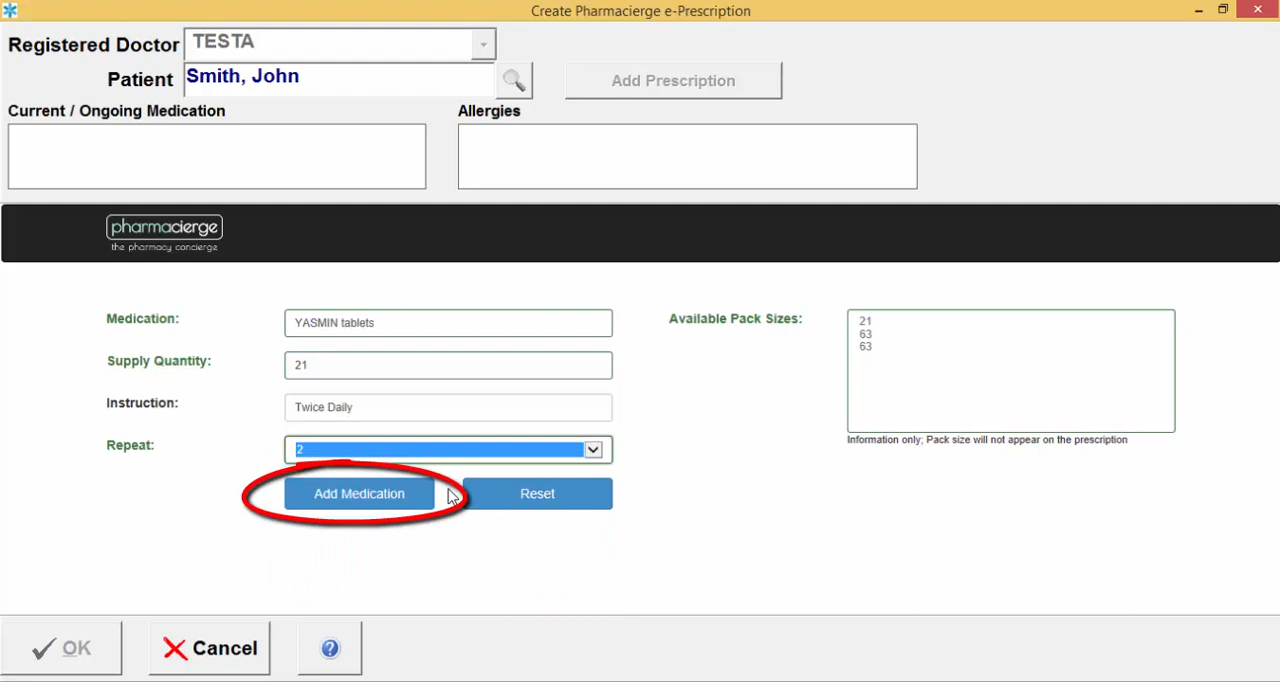 Create Pharmacierge e-Prescription
Registered Doctor TESTA
Patient Smith, John
Add Prescription
Current / Ongoing Medication Allergies
pharmacierge
the pharmacy concierge
Medication: YASMIN tablets
Available Pack Sizes:
21
63
63
Information only; Pack size will not appear on the prescription
Supply Quantity: 21
Instruction: Twice Daily
Repeat: 2
Add Medication Reset
OK Cancel ?